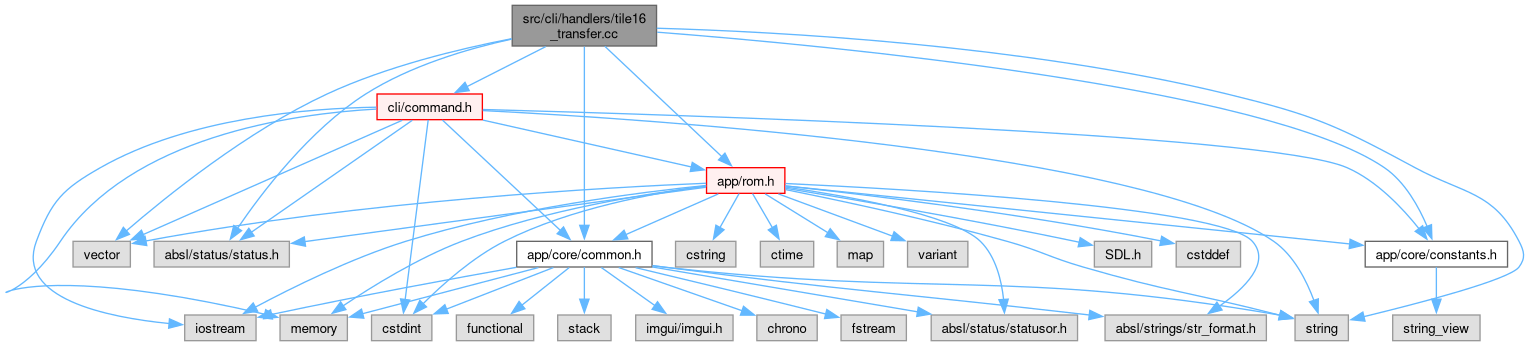 src/cli/handlers/tile16
_transfer.cc
cli/command.h
app/rom.h
vector
absl/status/status.h
app/core/common.h
cstring
ctime
map
variant
SDL.h
cstddef
app/core/constants.h
iostream
memory
cstdint
functional
stack
imgui/imgui.h
chrono
fstream
absl/status/statusor.h
absl/strings/str_format.h
string
string_view